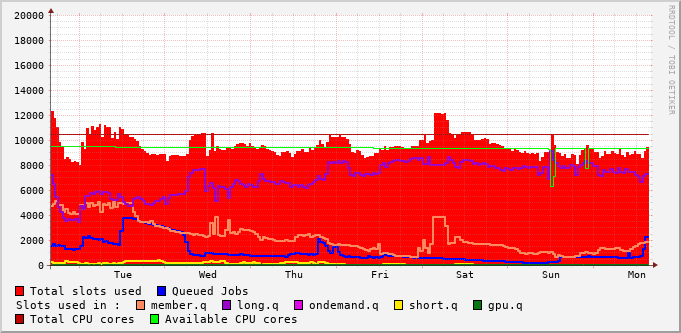 RRDTOOL / TOBI OETIKER
20000
18000
16000
14000
12000
10000
8000
6000
4000
2000
0
Tue Wed Thu Fri Sat Sun Mon
Total slots used Queued Jobs
Slots used in : member.q long.q ondemand.q short.q gpu.q
Total CPU cores Available CPU cores